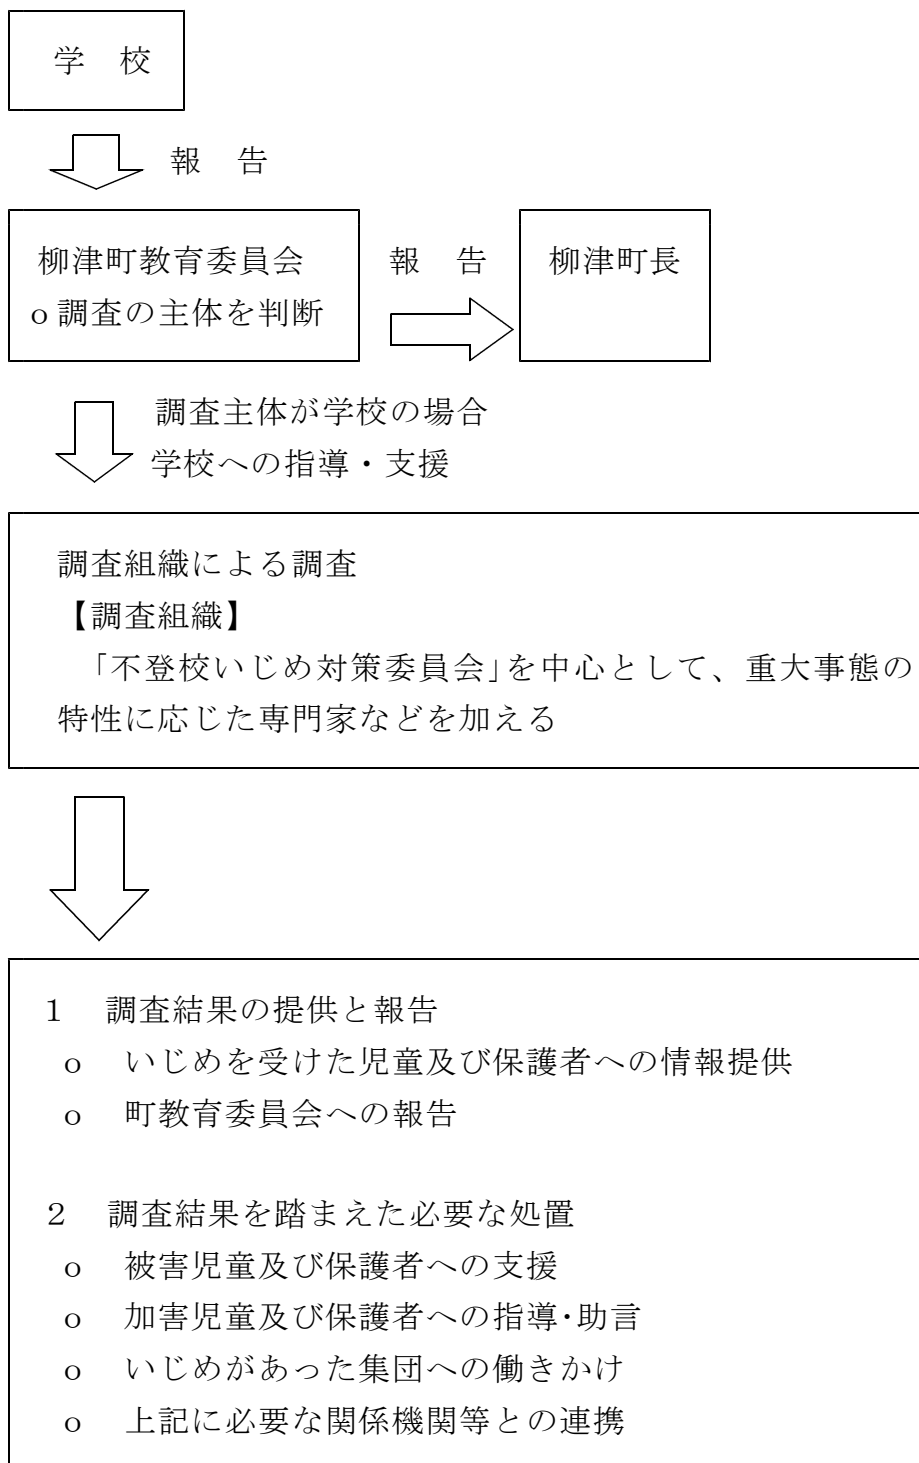 学　校
報　告
柳津町教育委員会
o 調査の主体を判断
報　告
柳津町長
調査主体が学校の場合
学校への指導・支援
調査組織による調査
【調査組織】
「不登校いじめ対策委員会」を中心として、重大事態の
特性に応じた専門家などを加える
１　調査結果の提供と報告
o　いじめを受けた児童及び保護者への情報提供
o　町教育委員会への報告
２　調査結果を踏まえた必要な処置
o　被害児童及び保護者への支援
o　加害児童及び保護者への指導･助言
o　いじめがあった集団への働きかけ
o　上記に必要な関係機関等との連携